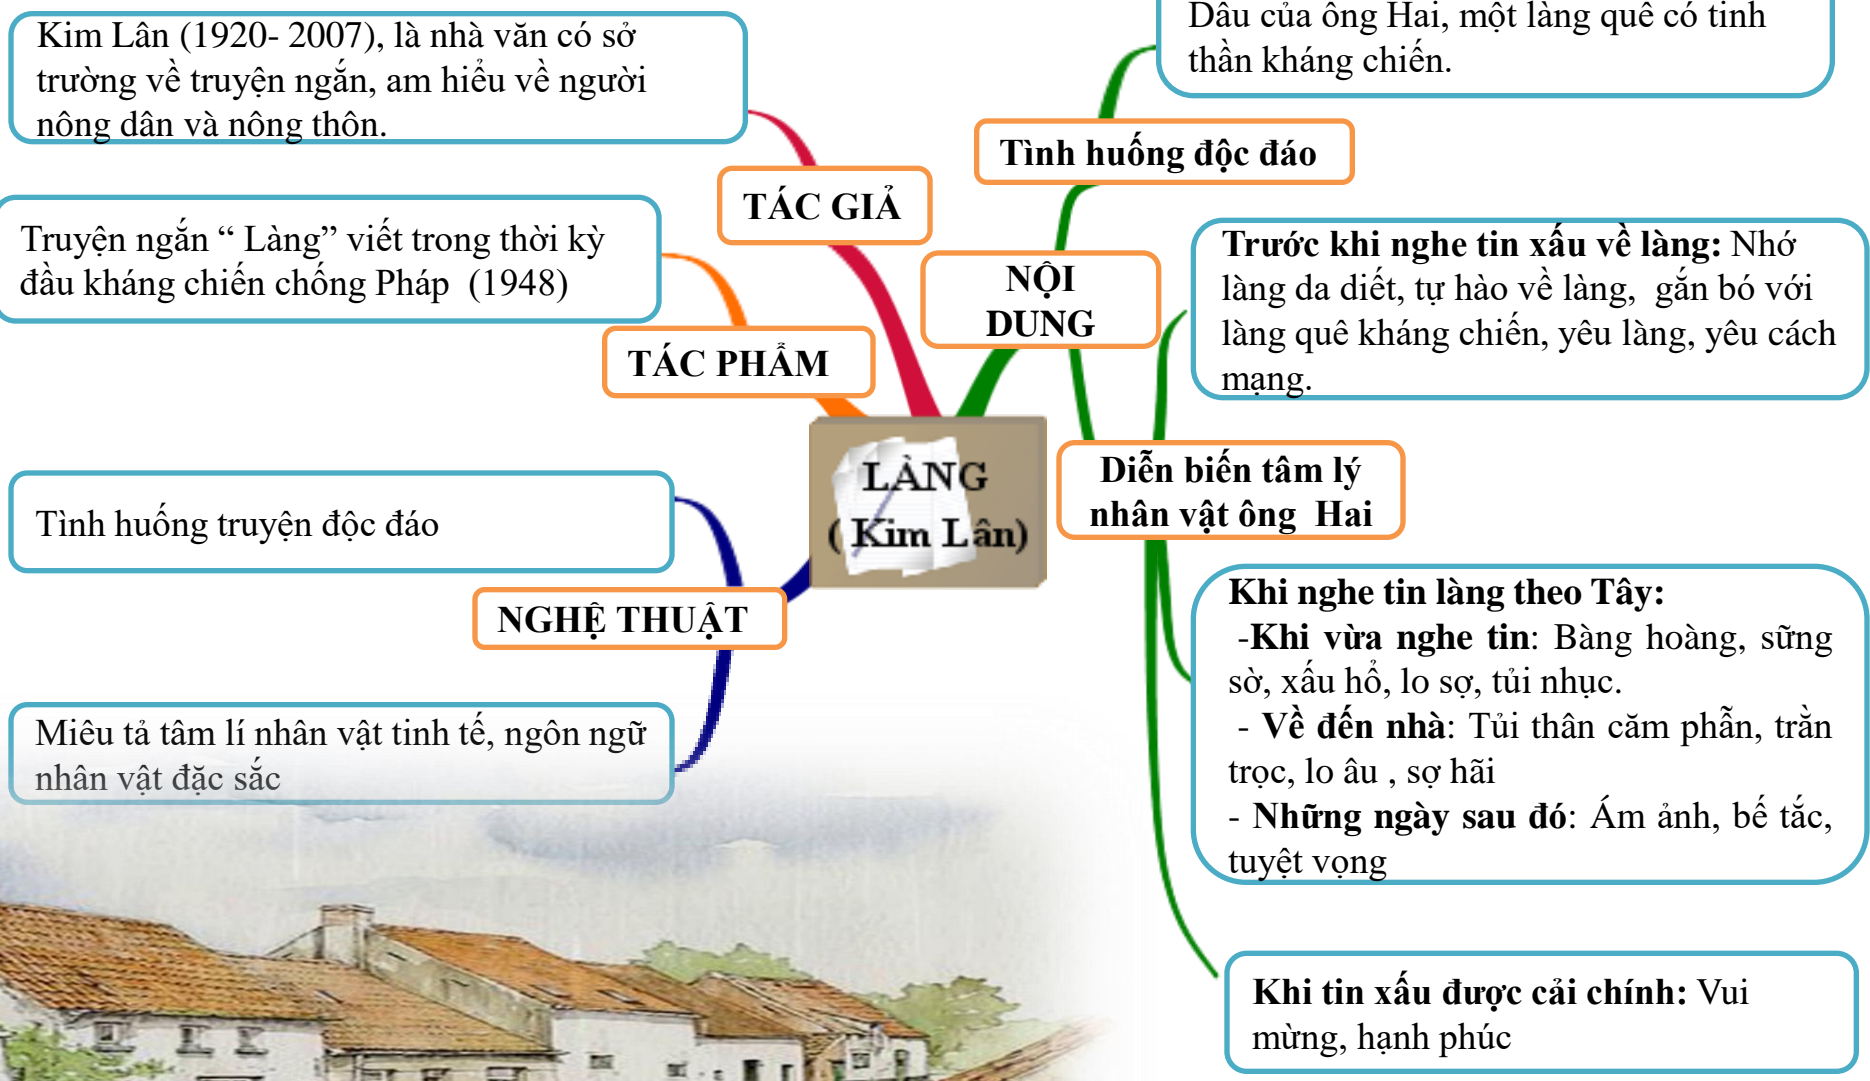 Kim Lân (1920- 2007), là nhà văn có sở
trường về truyện ngắn, am hiểu về người
nông dân và nông thôn.
TÁC GIẢ
Truyện ngắn “ Làng” viết trong thời kỳ
đầu kháng chiến chống Pháp (1948)
TÁC PHẨM
Tình huống truyện độc đáo
NGHỆ THUẬT
Miêu tả tâm lí nhân vật tinh tế, ngôn ngữ
nhân vật đặc sắc
LÀNG
( Kim Lân)
Dầu của ông Hai, một làng quê có tinh
thần kháng chiến.
Tình huống độc đáo
NỘI
DUNG
Trước khi nghe tin xấu về làng: Nhớ
làng da diết, tự hào về làng, gắn bó với
làng quê kháng chiến, yêu làng, yêu cách
mạng.
Diễn biến tâm lý
nhân vật ông Hai
Khi nghe tin làng theo Tây:
-Khi vừa nghe tin: Bàng hoàng, sững
sờ, xấu hổ, lo sợ, tủi nhục.
- Về đến nhà: Tủi thân căm phẫn, trằn
trọc, lo âu , sợ hãi
- Những ngày sau đó: Ám ảnh, bế tắc,
tuyệt vọng
Khi tin xấu được cải chính: Vui
mừng, hạnh phúc